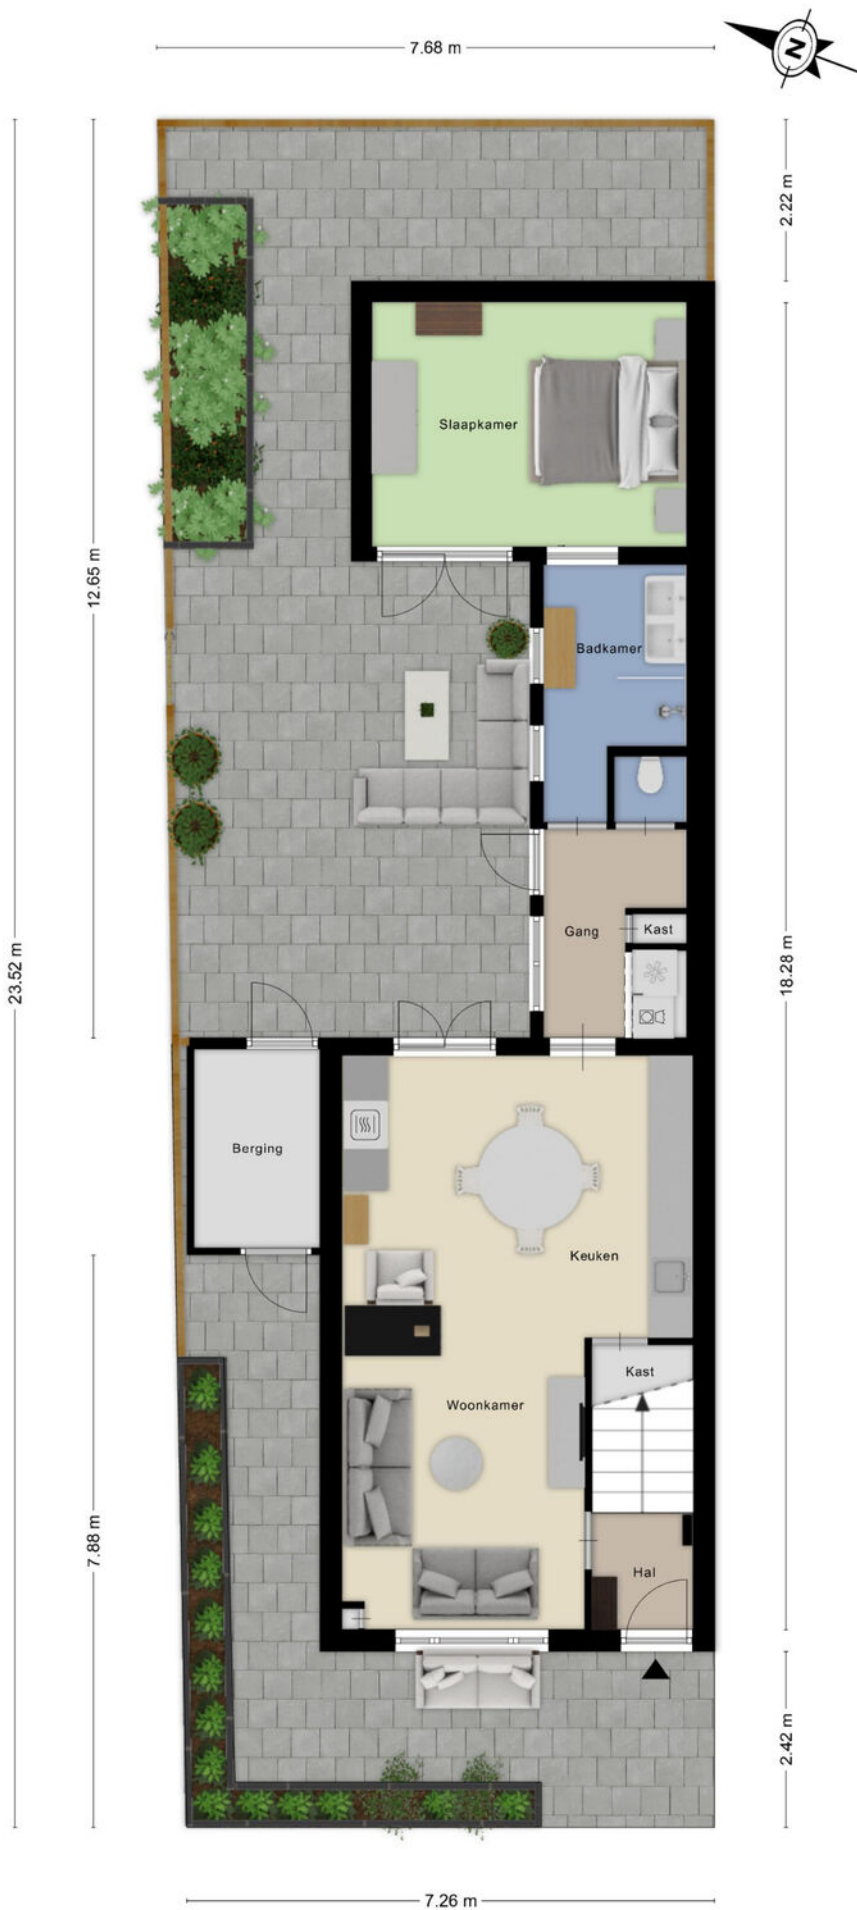 7.68 m
N
2.22 m
Slaapkamer
12.65 m
Badkamer
Gang
Kast
23.52 m
18.28 m
Berging
Keuken
Kast
Woonkamer
7.88 m
Hal
2.42 m
7.26 m